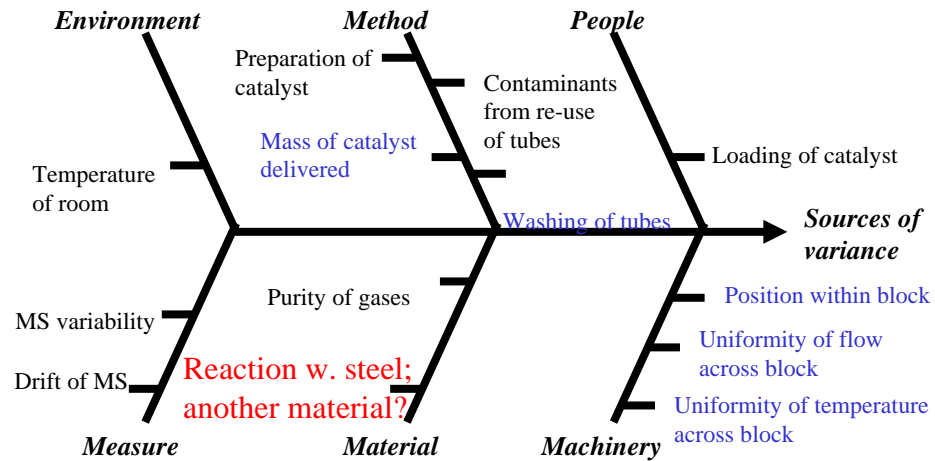 Environment
Method
People
Preparation of
catalyst
Contaminants
from re-use
of tubes
Mass of catalyst
delivered
Loading of catalyst
Temperature
of room
Washing of tubes
Sources of
variance
Purity of gases
Position within block
MS variability
Uniformity of flow
across block
Drift of MS
Reaction w. steel;
another material?
Uniformity of temperature
across block
Measure
Material
Machinery